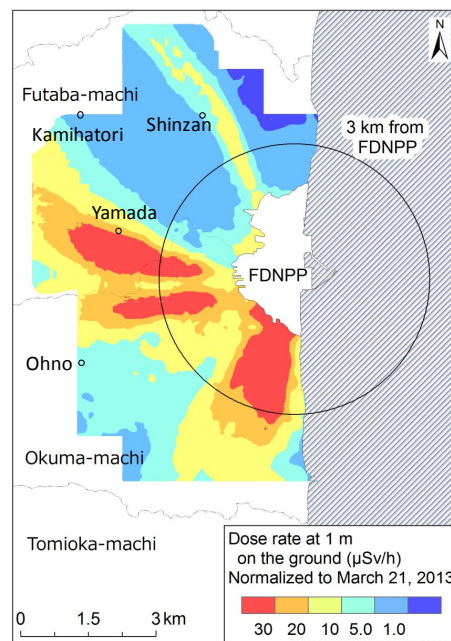 N
Futaba-machi
Kamihatori
Shinzan
3 km from
FDNPP
Yamada
FDNPP
Ohno
Okuma-machi
Tomioka-machi
Dose rate at 1 m
on the ground (μSv/h)
Normalized to March 21, 2013
30 20 10 5.0 1.0
0 1.5 3 km